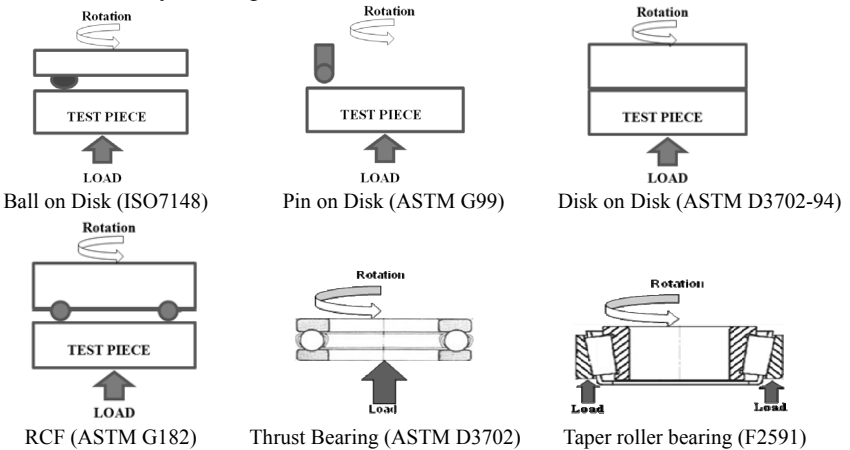 Rotation
Rotation
Rotation
TEST PIECE
TEST PIECE
TEST PIECE
LOAD
LOAD
LOAD
Ball on Disk (ISO7148)
Pin on Disk (ASTM G99)
Disk on Disk (ASTM D3702-94)
Rotation
Rotation
Rotation
TEST PIECE
LOAD
Load
Load
Load
RCF (ASTM G182)
Thrust Bearing (ASTM D3702)
Taper roller bearing (F2591)